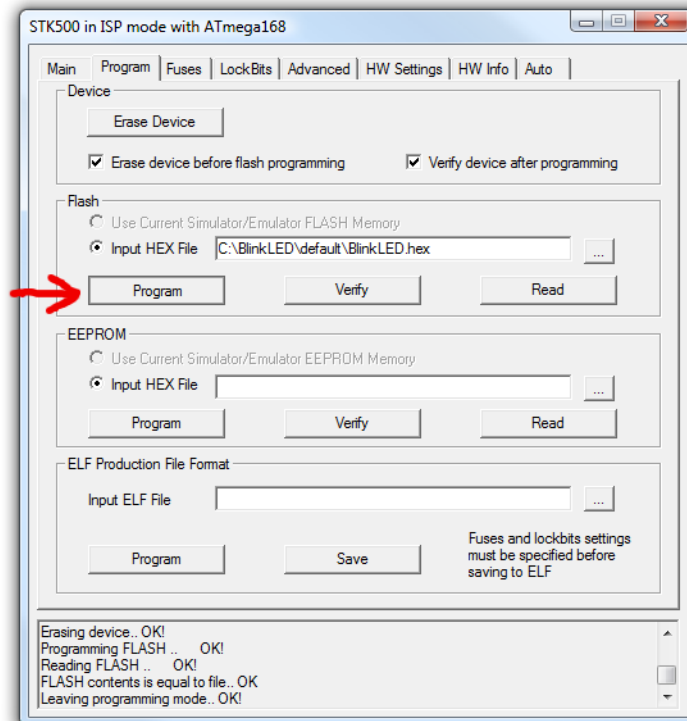 STK500 in ISP mode with ATmega168
Main Program Fuses LockBits Advanced HW Settings HW Info Auto
Device
Erase Device
Erase device before flash programming Verify device after programming
Flash
Use Current Simulator/Emulator FLASH Memory
Input HEX File C:\BlinkLED\default\BlinkLED.hex ...
Program Verify Read
EEPROM
Use Current Simulator/Emulator EEPROM Memory
Input HEX File ...
Program Verify Read
ELF Production File Format
Input ELF File ...
Program Save
Fuses and lockbits settings
must be specified before
saving to ELF
Erasing device.. OK!
Programming FLASH .. OK!
Reading FLASH .. OK!
FLASH contents is equal to file.. OK
Leaving programming mode.. OK!